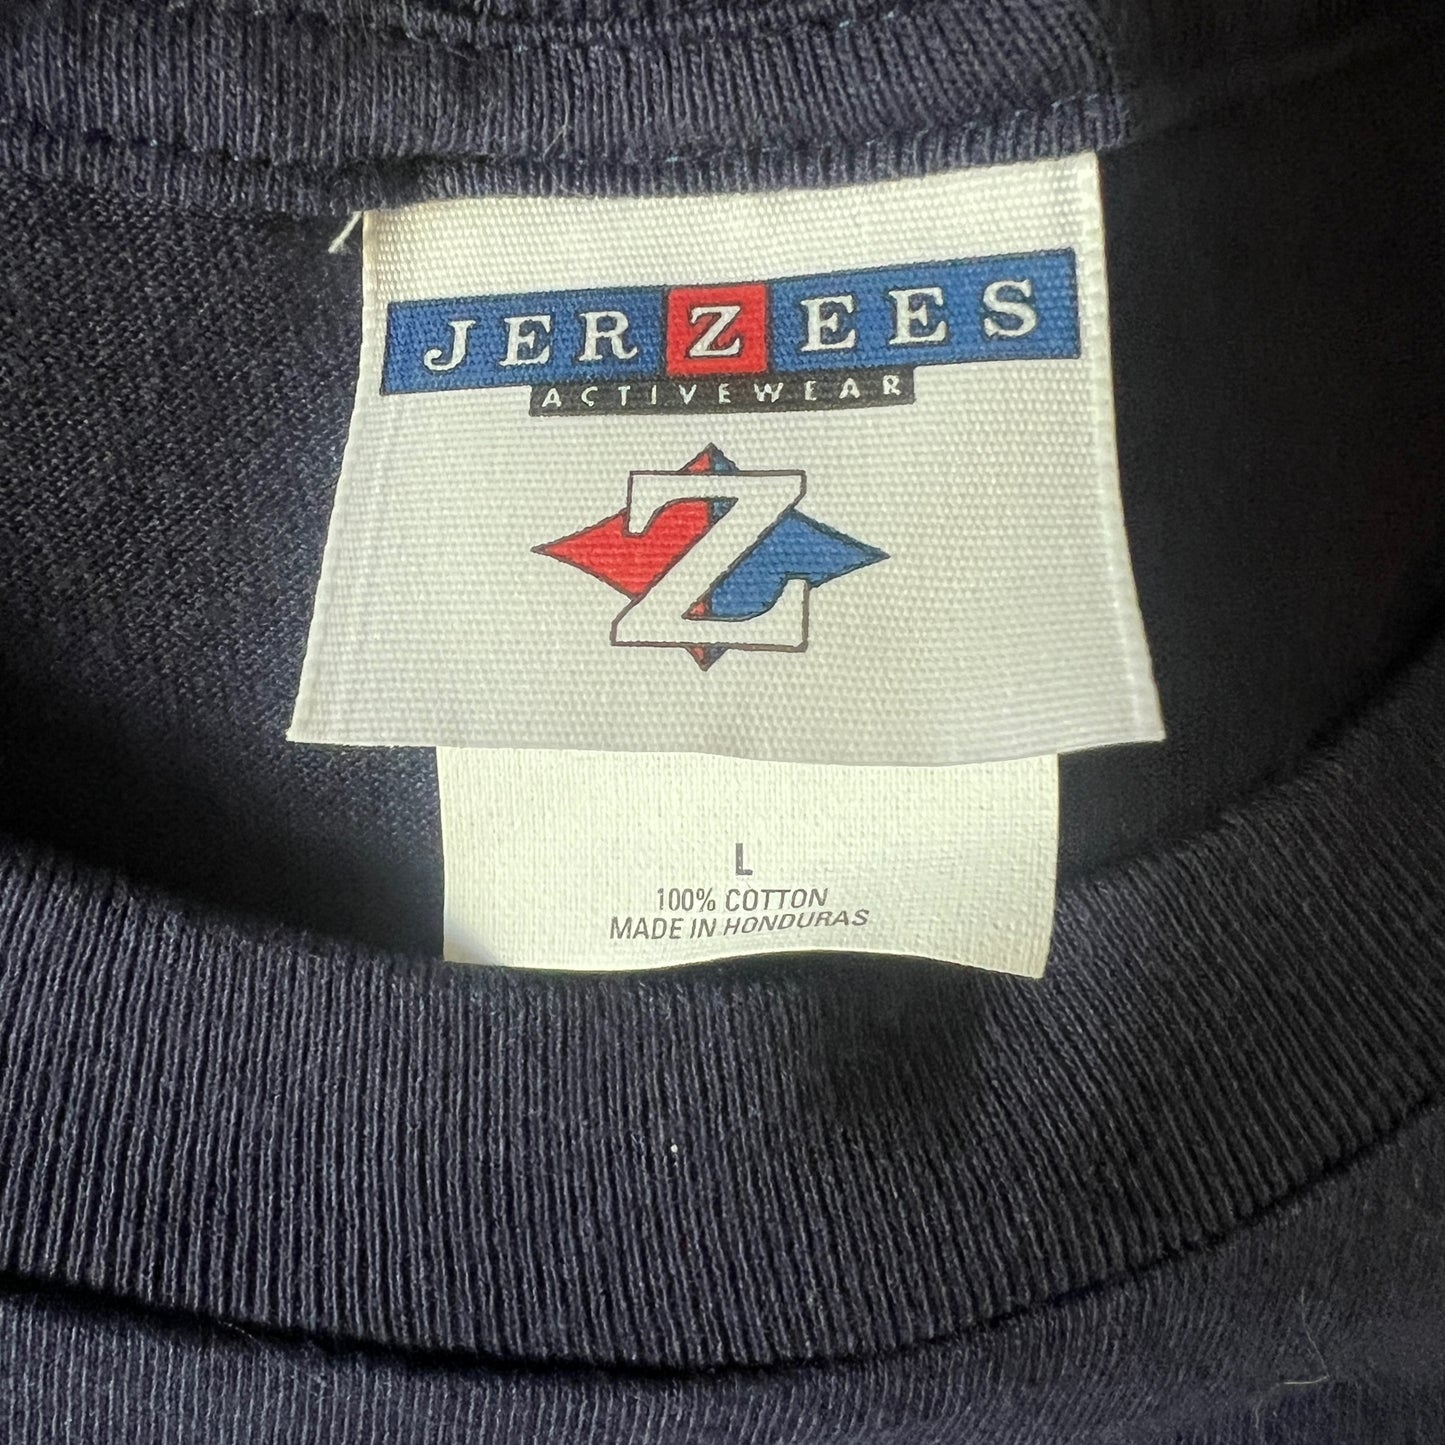 JERZEES
ACTIVEWEAR
Z
L
100% COTTON
MADE IN HONDURAS